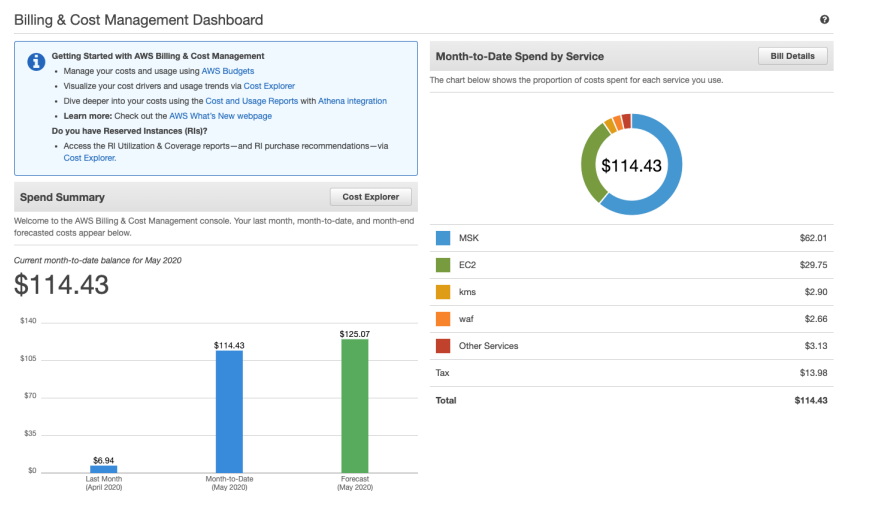 Billing & Cost Management Dashboard
Getting Started with AWS Billing & Cost Management
• Manage your costs and usage using AWS Budgets
• Visualize your cost drivers and usage trends via Cost Explorer
• Dive deeper into your costs using the Cost and Usage Reports with Athena integration
• Learn more: Check out the AWS What's New webpage
Do you have Reserved Instances (RIs)?
• Access the RI Utilization & Coverage reports—and RI purchase recommendations—via
Cost Explorer.
Spend Summary
Cost Explorer
Welcome to the AWS Billing & Cost Management console. Your last month, month-to-date, and month-end
forecasted costs appear below.
Current month-to-date balance for May 2020
$114.43
$140
$105
$70
$35
$0
$6.94
$114.43
$125.07
Last Month
(April 2020)
Month-to-Date
(May 2020)
Forecast
(May 2020)
Month-to-Date Spend by Service
Bill Details
The chart below shows the proportion of costs spent for each service you use.
$114.43
MSK $62.01
EC2 $29.75
kms $2.90
waf $2.66
Other Services $3.13
Tax $13.98
Total $114.43